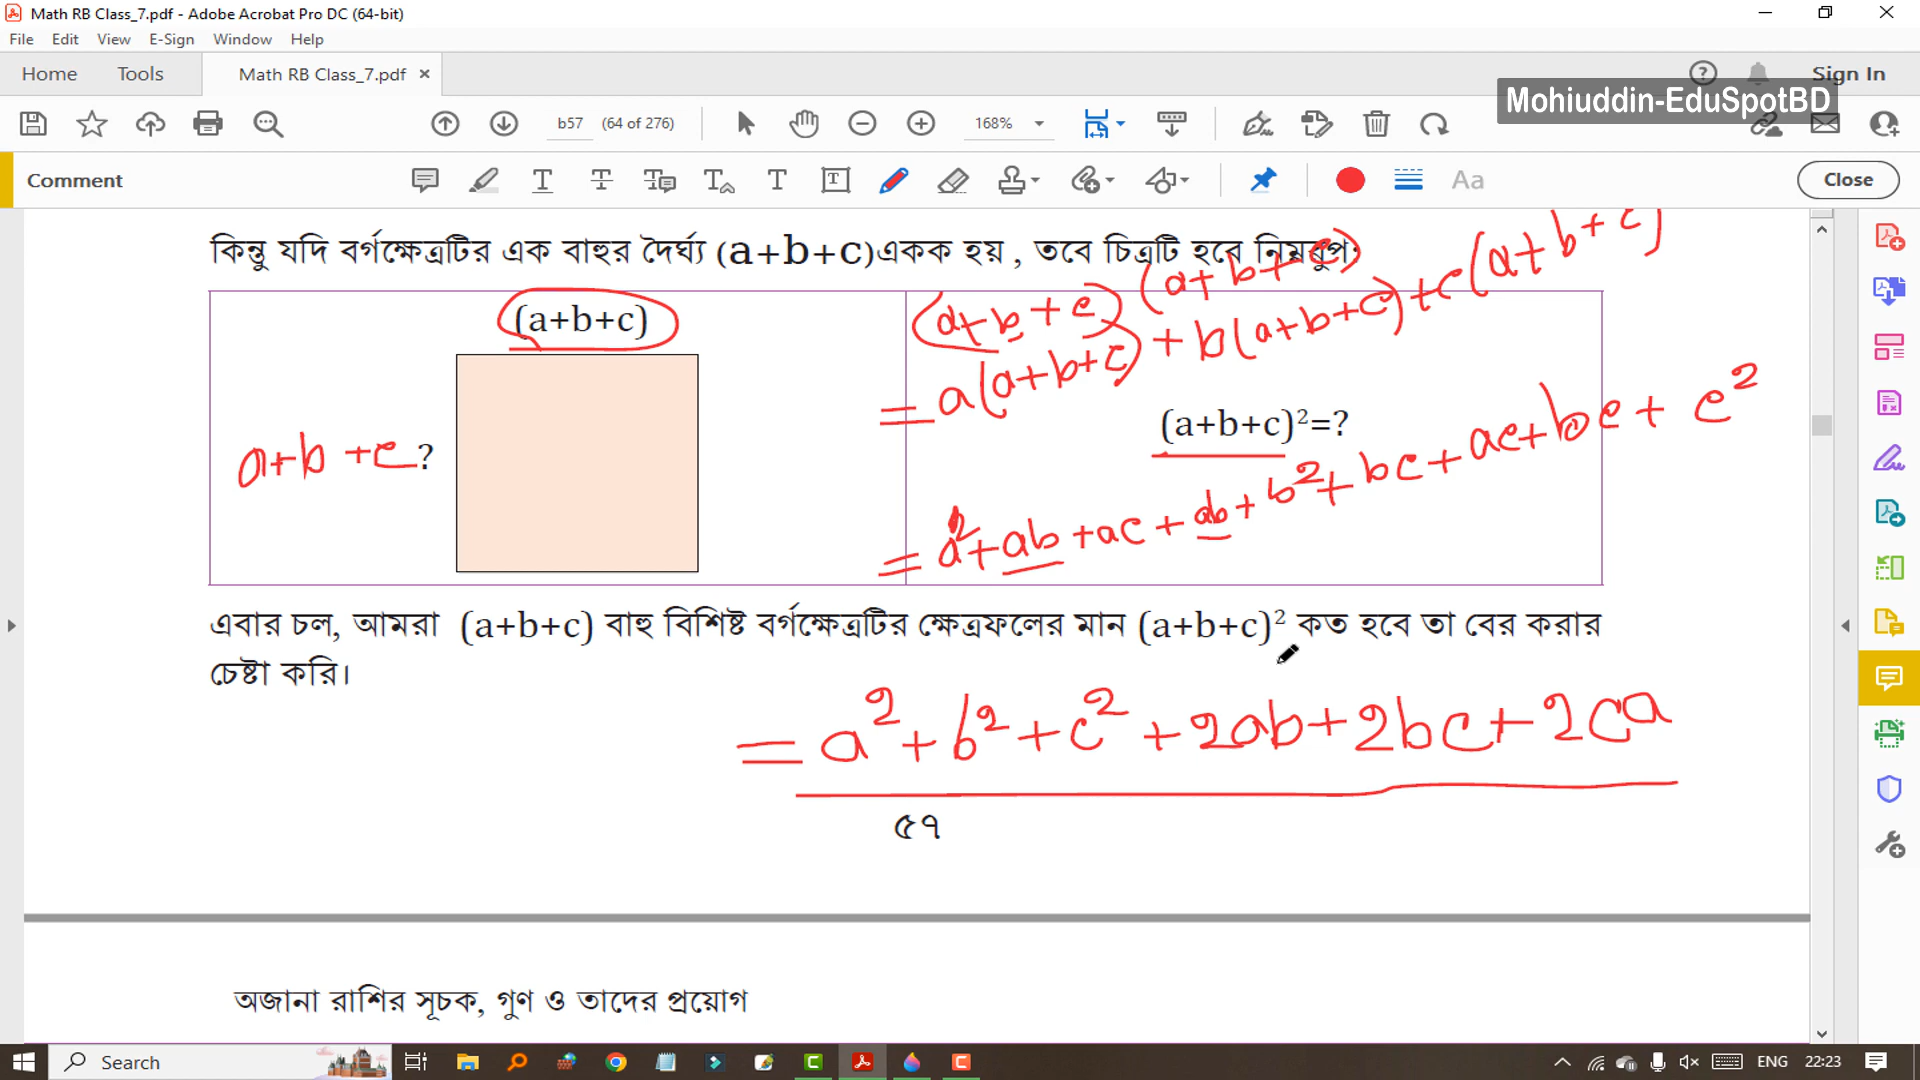 Math RB Class_7.pdf - Adobe Acrobat Pro DC (64-bit)
File Edit View E-Sign Window Help
Home Tools Math RB Class_7.pdf × Sign In
Mohiuddin-EduSpotBD
b57 (64 of 276) 168%
Comment Aa Close
কিন্তু যদি বর্গক্ষেত্রটির এক বাহুর দৈর্ঘ্য (a+b+c)একক হয় , তবে চিত্রটি হবে নিম্নরূপ:
(a+b+c)
(a+b+c) (a+b+c)
= a(a+b+c) + b(a+b+c) + c(a+b+c)
(a+b+c)²=?
a+b+c ?
= a² + ab + ac + ab + b² + bc + ac + bc + c²
এবার চল, আমরা (a+b+c) বাহু বিশিষ্ট বর্গক্ষেত্রটির ক্ষেত্রফলের মান (a+b+c)² কত হবে তা বের করার
চেষ্টা করি।
= a² + b² + c² + 2ab + 2bc + 2ca
৫৭
অজানা রাশির সূচক, গুণ ও তাদের প্রয়োগ
Search ENG 22:23